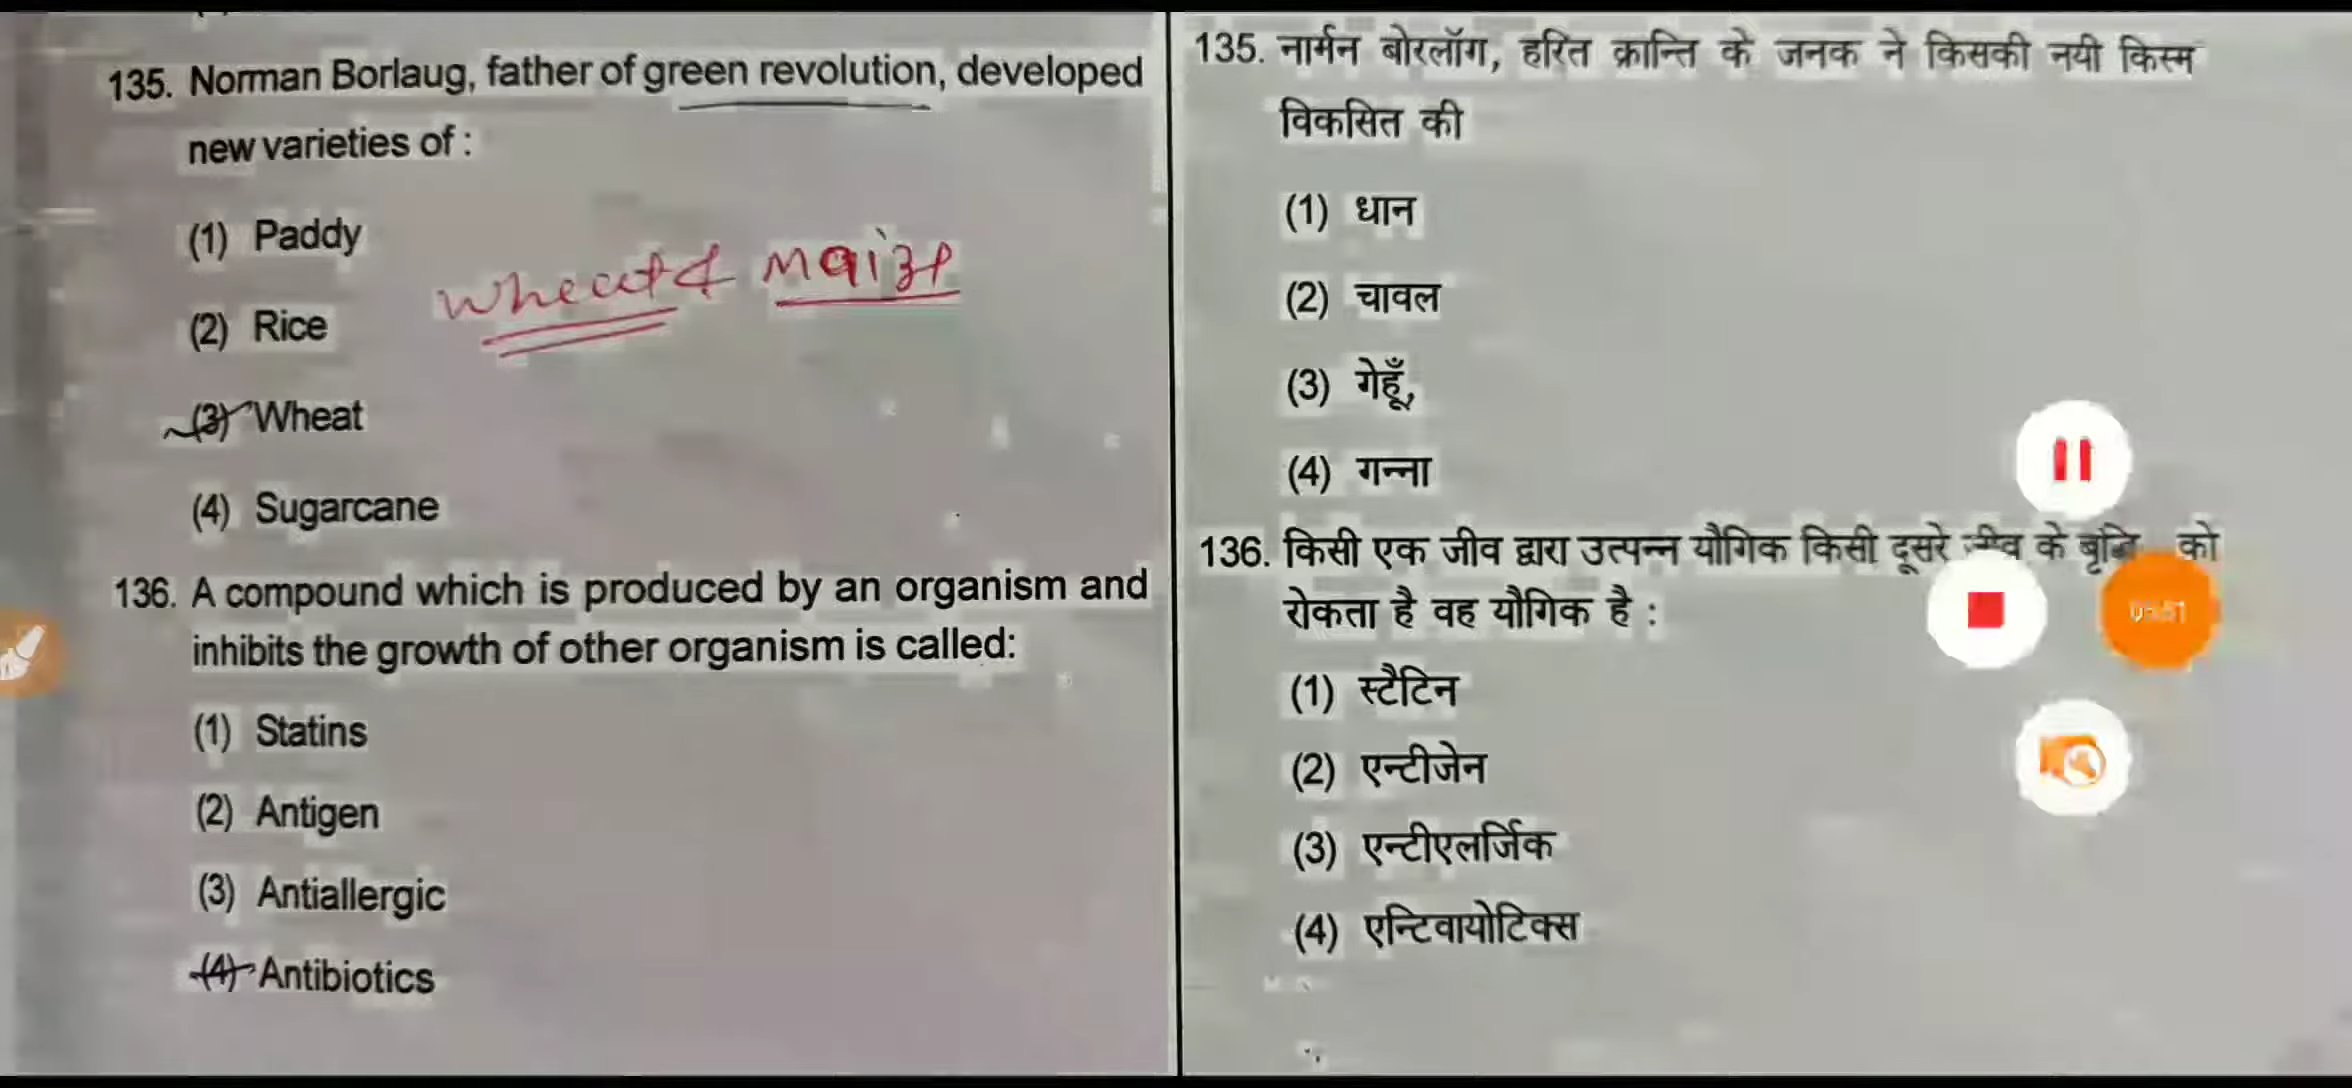 135. Norman Borlaug, father of green revolution, developed
new varieties of :
(1) Paddy
(2) Rice
(3) Wheat
(4) Sugarcane
wheat & maize
136. A compound which is produced by an organism and
inhibits the growth of other organism is called:
(1) Statins
(2) Antigen
(3) Antiallergic
(4) Antibiotics
135. नार्मन बोरलॉग, हरित क्रान्ति के जनक ने किसकी नयी किस्म
विकसित की
(1) धान
(2) चावल
(3) गेहूँ,
(4) गन्ना
136. किसी एक जीव द्वारा उत्पन्न यौगिक किसी दूसरे जीव के बृद्धि को
रोकता है वह यौगिक है :
(1) स्टैटिन
(2) एन्टीजेन
(3) एन्टीएलर्जिक
(4) एन्टिवायोटिक्स